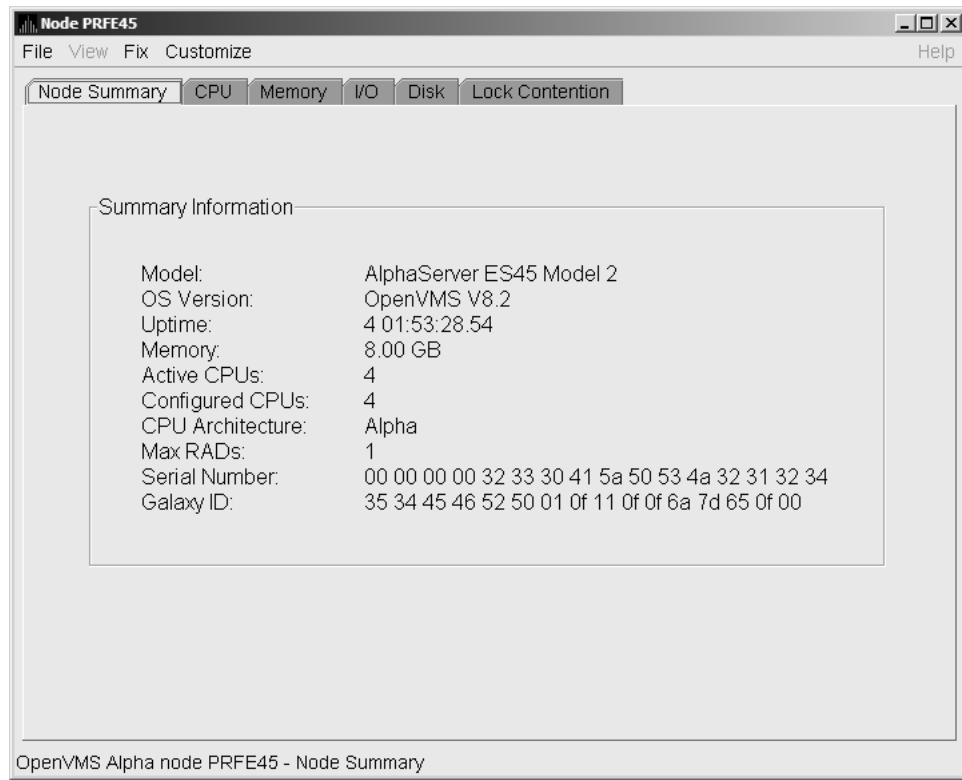 Node PRFE45
File View Fix Customize Help
Node Summary CPU Memory I/O Disk Lock Contention
Summary Information
Model: AlphaServer ES45 Model 2
OS Version: OpenVMS V8.2
Uptime: 4 01:53:28.54
Memory: 8.00 GB
Active CPUs: 4
Configured CPUs: 4
CPU Architecture: Alpha
Max RADs: 1
Serial Number: 00 00 00 00 32 33 30 41 5a 50 53 4a 32 31 32 34
Galaxy ID: 35 34 45 46 52 50 01 0f 11 0f 0f 6a 7d 65 0f 00
OpenVMS Alpha node PRFE45 - Node Summary